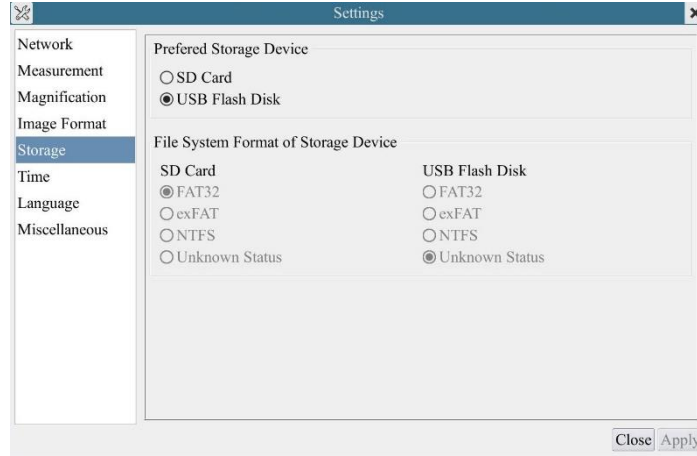 Settings
Network
Measurement
Magnification
Image Format
Storage
Time
Language
Miscellaneous
Prefered Storage Device
SD Card
USB Flash Disk
File System Format of Storage Device
SD Card
FAT32
exFAT
NTFS
Unknown Status
USB Flash Disk
FAT32
exFAT
NTFS
Unknown Status
Close Apply